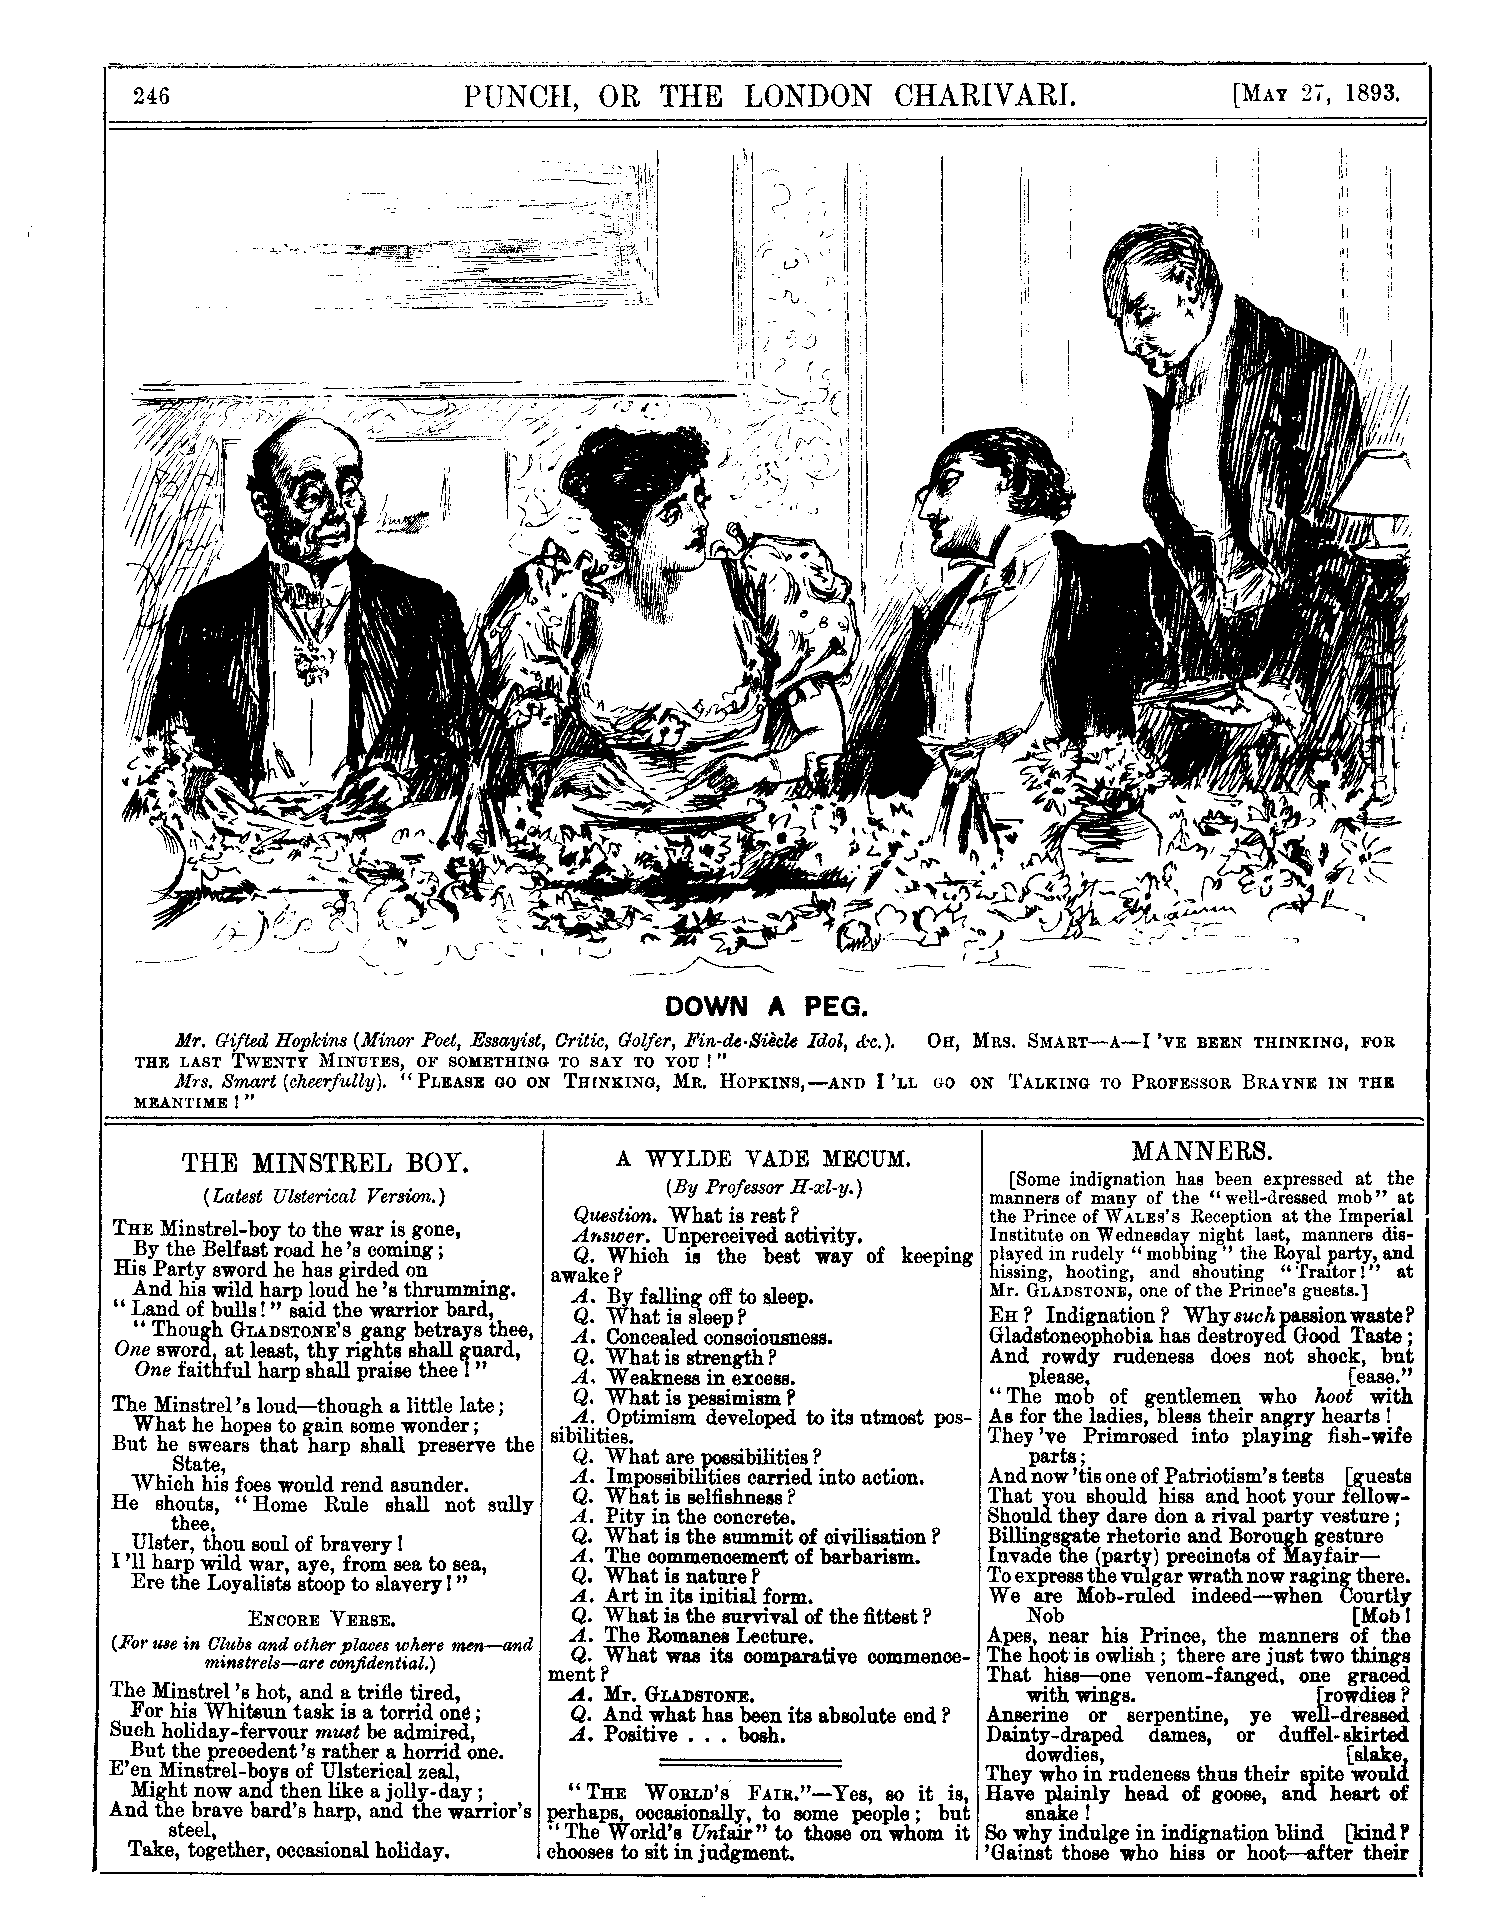 246
PUNCH, OR THE LONDON CHARIVARI.
[MAY 27, 1893.
DOWN A PEG.
Mr. Gifted Hopkins (Minor Poet, Essayist, Critic, Golfer, Fin-de-Siècle Idol, &c.). OH, MRS. SMART—A—I 'VE BEEN THINKING, FOR
THE LAST TWENTY MINUTES, OF SOMETHING TO SAY TO YOU!"
Mrs. Smart (cheerfully). "PLEASE GO ON THINKING, MR. HOPKINS,—AND I 'LL GO ON TALKING TO PROFESSOR BRAYNE IN THE
MEANTIME!"
THE MINSTREL BOY.
(Latest Ulsterical Version.)
THE Minstrel-boy to the war is gone,
By the Belfast road he 's coming;
His Party sword he has girded on
And his wild harp loud he 's thrumming.
"Land of bulls!" said the warrior bard,
"Though GLADSTONE'S gang betrays thee,
One sword, at least, thy rights shall guard,
One faithful harp shall praise thee!"
The Minstrel 's loud—though a little late;
What he hopes to gain some wonder;
But he swears that harp shall preserve the
State,
Which his foes would rend asunder.
He shouts, "Home Rule shall not sully
thee,
Ulster, thou soul of bravery!
I 'll harp wild war, aye, from sea to sea,
Ere the Loyalists stoop to slavery!"
ENCORE VERSE.
(For use in Clubs and other places where men—and
minstrels—are confidential.)
The Minstrel 's hot, and a trifle tired,
For his Whitsun task is a torrid one;
Such holiday-fervour must be admired,
But the precedent 's rather a horrid one.
E'en Minstrel-boys of Ulsterical zeal,
Might now and then like a jolly-day;
And the brave bard's harp, and the warrior's
steel,
Take, together, occasional holiday.
A WYLDE VADE MECUM.
(By Professor H-xl-y.)
Question. What is rest?
Answer. Unperceived activity.
Q. Which is the best way of keeping
awake?
A. By falling off to sleep.
Q. What is sleep?
A. Concealed consciousness.
Q. What is strength?
A. Weakness in excess.
Q. What is pessimism?
A. Optimism developed to its utmost pos-
sibilities.
Q. What are possibilities?
A. Impossibilities carried into action.
Q. What is selfishness?
A. Pity in the concrete.
Q. What is the summit of civilisation?
A. The commencement of barbarism.
Q. What is nature?
A. Art in its initial form.
Q. What is the survival of the fittest?
A. The Romanes Lecture.
Q. What was its comparative commence-
ment?
A. Mr. GLADSTONE.
Q. And what has been its absolute end?
A. Positive . . . bosh.
"THE WORLD'S FAIR."—Yes, so it is,
perhaps, occasionally, to some people; but
"The World's Unfair" to those on whom it
chooses to sit in judgment.
MANNERS.
[Some indignation has been expressed at the
manners of many of the "well-dressed mob" at
the Prince of WALES'S Reception at the Imperial
Institute on Wednesday night last, manners dis-
played in rudely "mobbing" the Royal party, and
hissing, hooting, and shouting "Traitor!" at
Mr. GLADSTONE, one of the Prince's guests.]
EH? Indignation? Why such passion waste?
Gladstoneophobia has destroyed Good Taste;
And rowdy rudeness does not shock, but
please, [ease."
"The mob of gentlemen who hoot with
As for the ladies, bless their angry hearts!
They 've Primrosed into playing fish-wife
parts;
And now 'tis one of Patriotism's tests [guests
That you should hiss and hoot your fellow-
Should they dare don a rival party vesture;
Billingsgate rhetoric and Borough gesture
Invade the (party) precincts of Mayfair—
To express the vulgar wrath now raging there.
We are Mob-ruled indeed—when Courtly
Nob [Mob!
Apes, near his Prince, the manners of the
The hoot is owlish; there are just two things
That hiss—one venom-fanged, one graced
with wings. [rowdies?
Anserine or serpentine, ye well-dressed
Dainty-draped dames, or duffel-skirted
dowdies, [slake,
They who in rudeness thus their spite would
Have plainly head of goose, and heart of
snake!
So why indulge in indignation blind [kind?
'Gainst those who hiss or hoot—after their